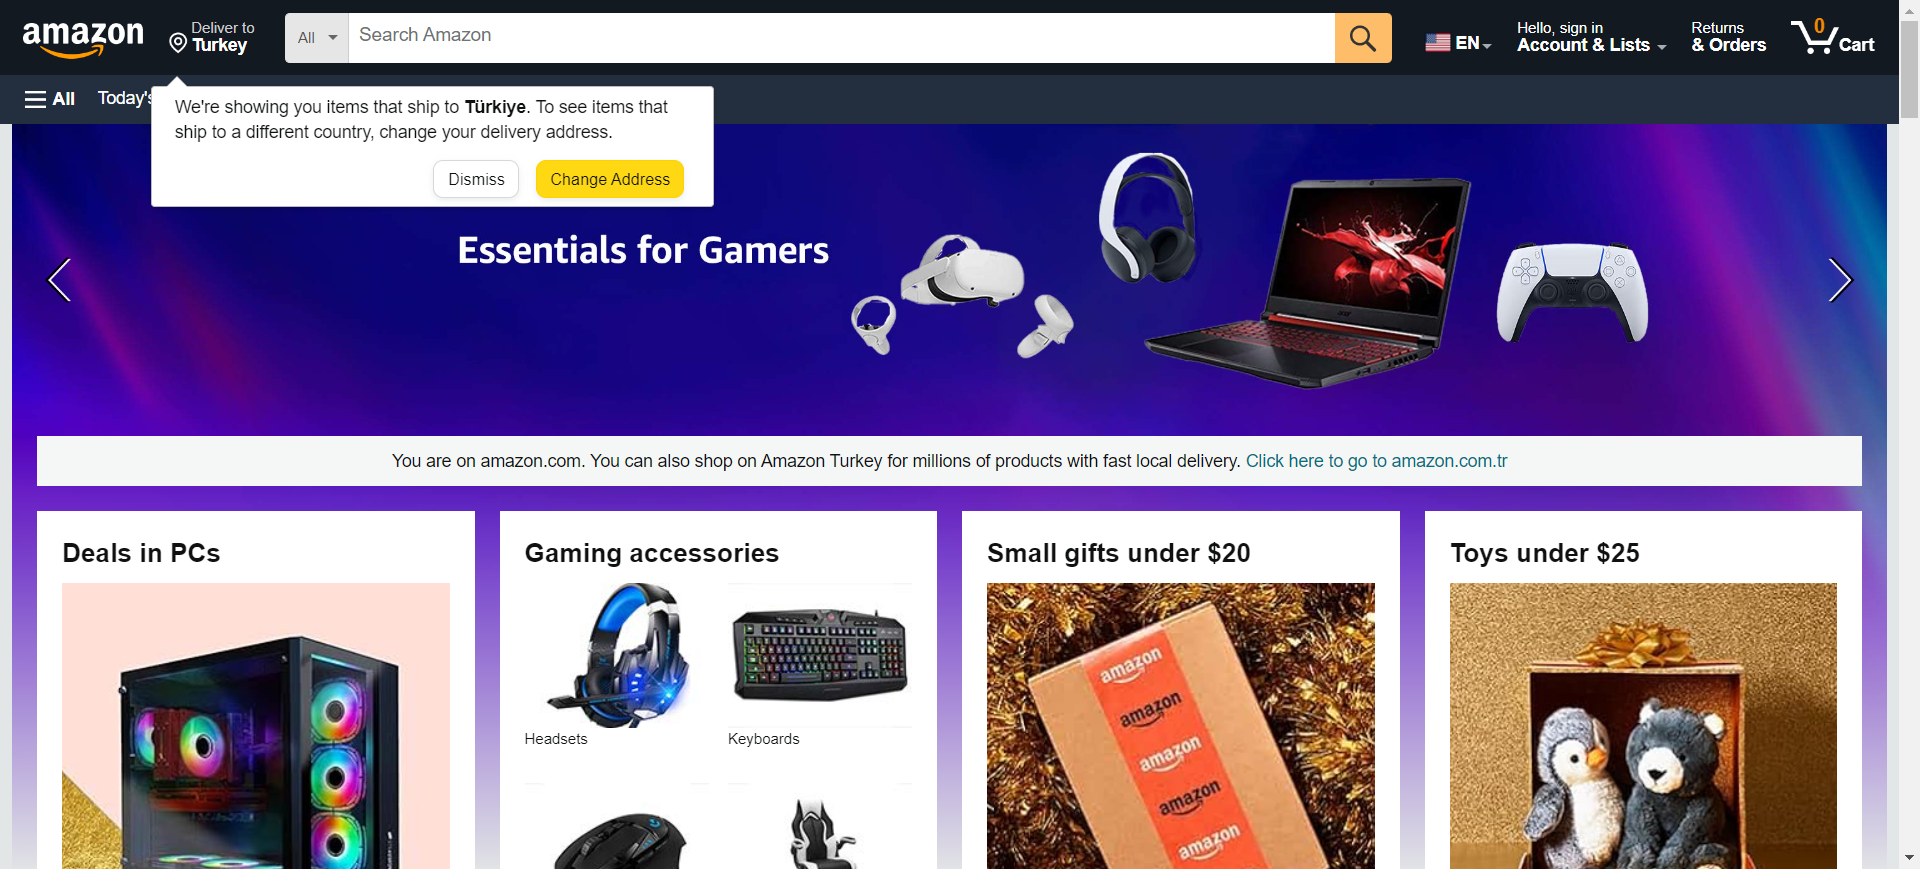 amazon
Deliver to
Turkey
All
Search Amazon
EN
Hello, sign in
Account & Lists
Returns
& Orders
0
Cart
All
Today's
We're showing you items that ship to Türkiye. To see items that
ship to a different country, change your delivery address.
Dismiss
Change Address
Essentials for Gamers
You are on amazon.com. You can also shop on Amazon Turkey for millions of products with fast local delivery. Click here to go to amazon.com.tr
Deals in PCs
Gaming accessories
Headsets
Keyboards
Small gifts under $20
amazon
amazon
amazon
amazon
amazon
Toys under $25